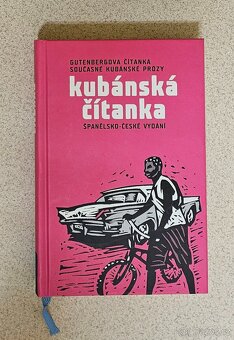 GUTENBERGOVA ČÍTANKA
SOUČASNÉ KUBÁNSKÉ PRÓZY
kubánská
čítanka
ŠPANĚLSKO-ČESKÉ VYDÁNÍ